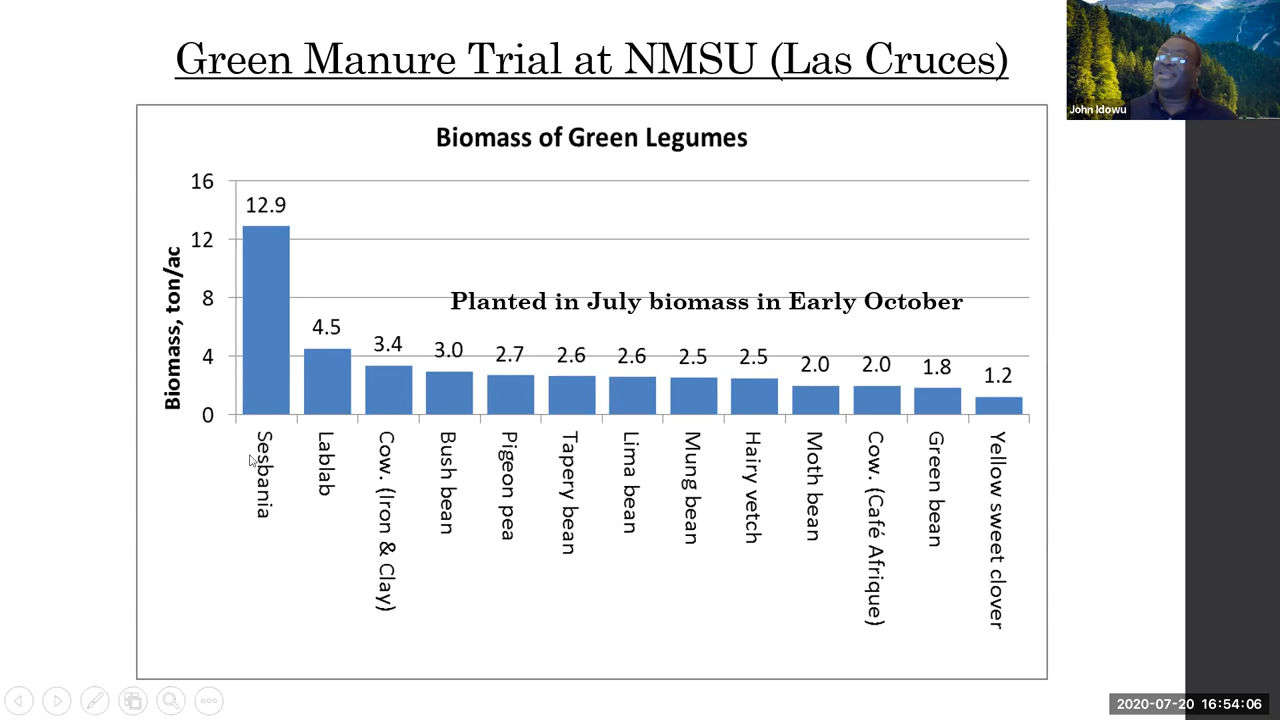 Green Manure Trial at NMSU (Las Cruces)
John Idowu
Biomass of Green Legumes
Biomass, ton/ac
16
12
8
4
0
12.9
4.5
3.4
3.0
2.7
2.6
2.6
2.5
2.5
2.0
2.0
1.8
1.2
Planted in July biomass in Early October
Sesbania
Lablab
Cow. (Iron & Clay)
Bush bean
Pigeon pea
Tapery bean
Lima bean
Mung bean
Hairy vetch
Moth bean
Cow. (Café Afrique)
Green bean
Yellow sweet clover
2020-07-20 16:54:06